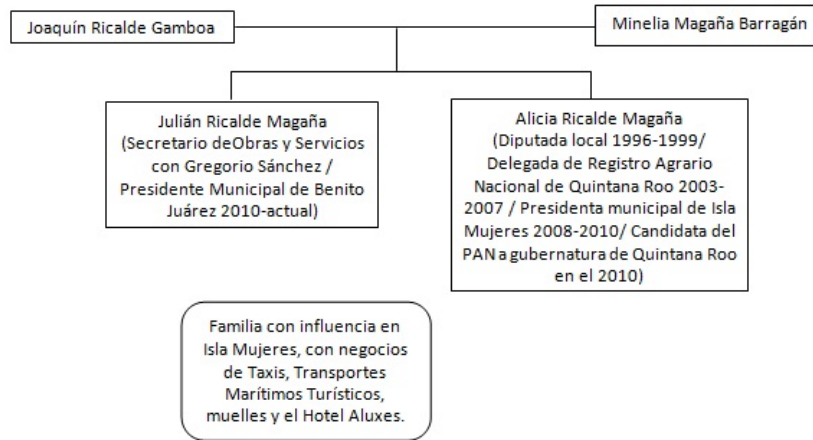 Joaquín Ricalde Gamboa
Minelia Magaña Barragán
Julián Ricalde Magaña
(Secretario deObras y Servicios
con Gregorio Sánchez /
Presidente Municipal de Benito
Juárez 2010-actual)
Alicia Ricalde Magaña
(Diputada local 1996-1999/
Delegada de Registro Agrario
Nacional de Quintana Roo 2003-
2007 / Presidenta municipal de Isla
Mujeres 2008-2010/ Candidata del
PAN a gubernatura de Quintana Roo
en el 2010)
Familia con influencia en
Isla Mujeres, con negocios
de Taxis, Transportes
Marítimos Turísticos,
muelles y el Hotel Aluxes.